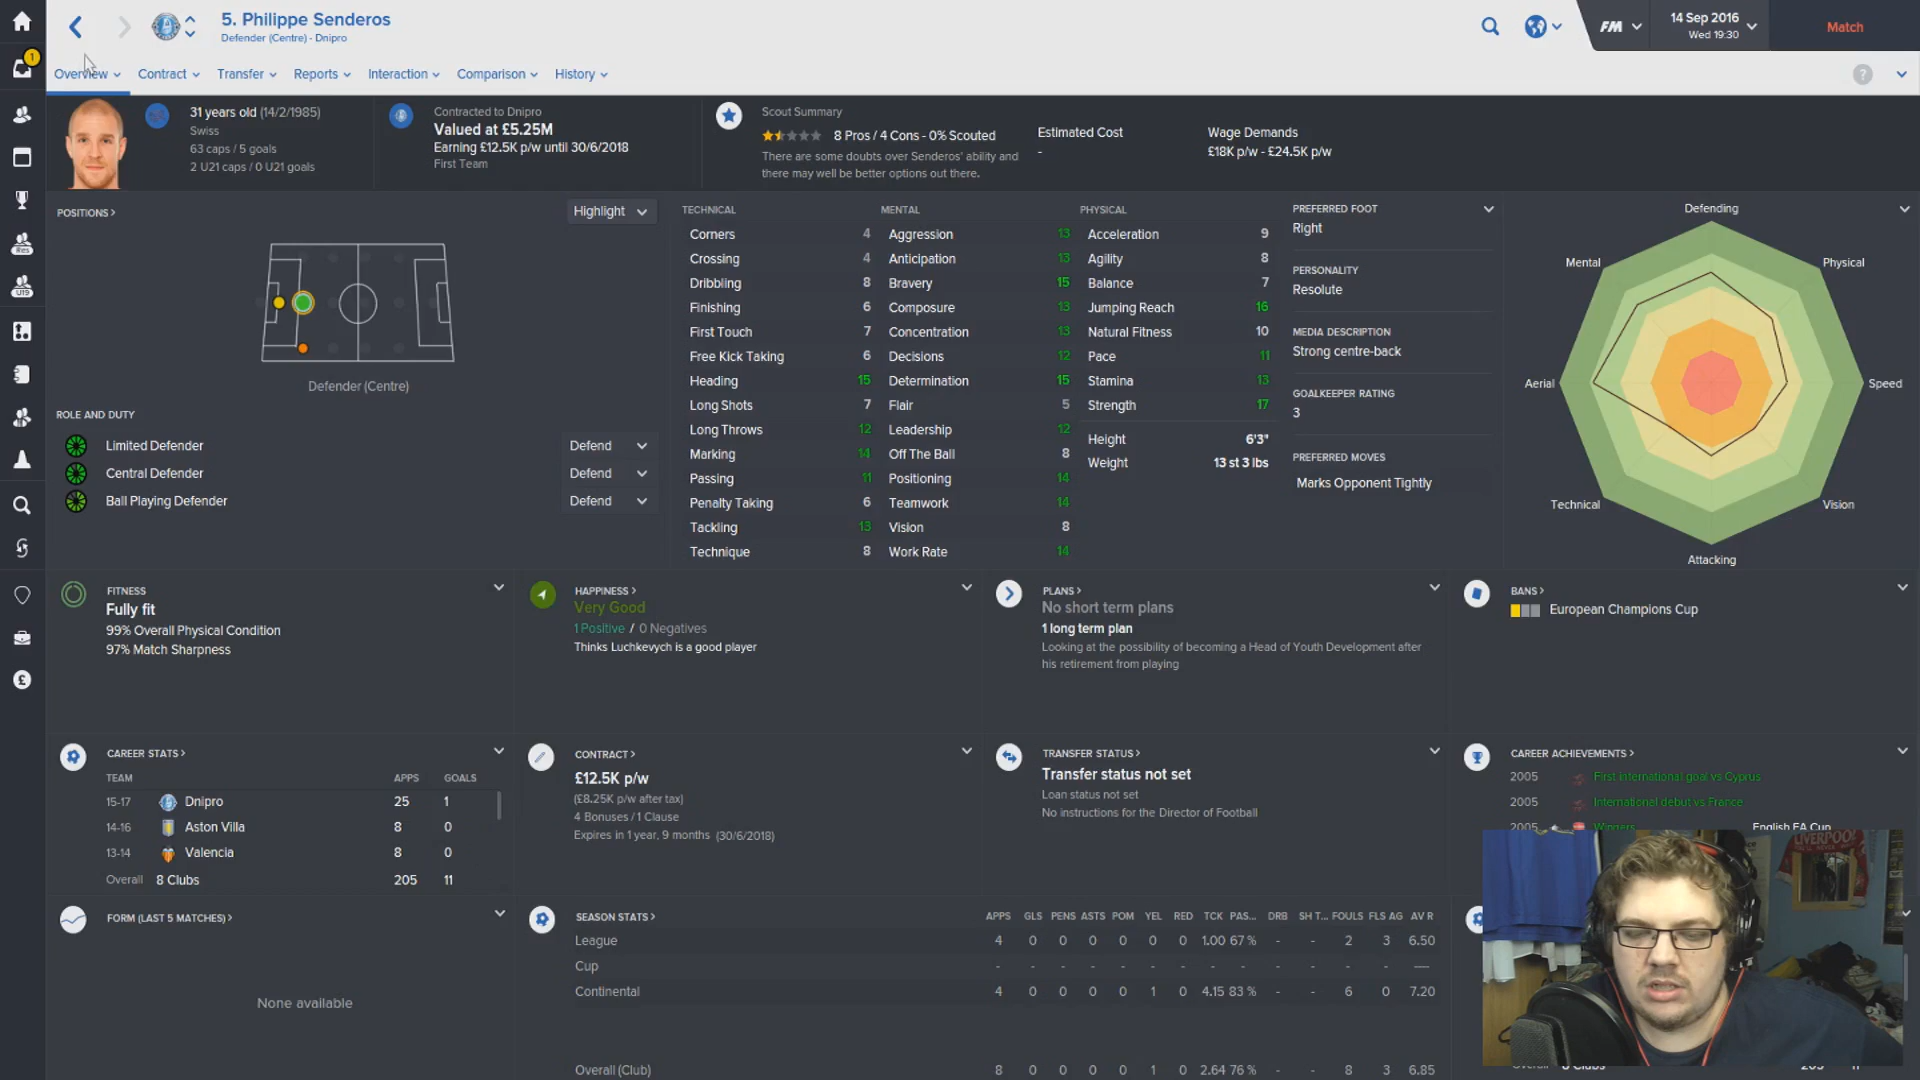 5. Philippe Senderos
Defender (Centre) - Dnipro
FM
14 Sep 2016
Wed 19:30
Match
1
Overview
Contract
Transfer
Reports
Interaction
Comparison
History
?
31 years old (14/2/1985)
Swiss
63 caps / 5 goals
2 U21 caps / 0 U21 goals
Contracted to Dnipro
Valued at £5.25M
Earning £12.5K p/w until 30/6/2018
First Team
Scout Summary
8 Pros / 4 Cons - 0% Scouted
There are some doubts over Senderos' ability and
there may well be better options out there.
Estimated Cost
-
Wage Demands
£18K p/w - £24.5K p/w
POSITIONS >
Highlight
Defender (Centre)
ROLE AND DUTY
Limited Defender Defend
Central Defender Defend
Ball Playing Defender Defend
TECHNICAL
Corners 4
Crossing 4
Dribbling 8
Finishing 6
First Touch 7
Free Kick Taking 6
Heading 15
Long Shots 7
Long Throws 12
Marking 14
Passing 11
Penalty Taking 6
Tackling 13
Technique 8
MENTAL
Aggression 13
Anticipation 13
Bravery 15
Composure 13
Concentration 13
Decisions 12
Determination 15
Flair 5
Leadership 12
Off The Ball 8
Positioning 14
Teamwork 14
Vision 8
Work Rate 14
PHYSICAL
Acceleration 9
Agility 8
Balance 7
Jumping Reach 16
Natural Fitness 10
Pace 11
Stamina 13
Strength 17
Height 6'3"
Weight 13 st 3 lbs
PREFERRED FOOT
Right
PERSONALITY
Resolute
MEDIA DESCRIPTION
Strong centre-back
GOALKEEPER RATING
3
PREFERRED MOVES
Marks Opponent Tightly
Defending
Mental
Physical
Aerial
Speed
Technical
Vision
Attacking
FITNESS
Fully fit
99% Overall Physical Condition
97% Match Sharpness
HAPPINESS >
Very Good
1 Positive / 0 Negatives
Thinks Luchkevych is a good player
PLANS >
No short term plans
1 long term plan
Looking at the possibility of becoming a Head of Youth Development after
his retirement from playing
BANS >
European Champions Cup
CAREER STATS >
TEAM APPS GOALS
15-17 Dnipro 25 1
14-16 Aston Villa 8 0
13-14 Valencia 8 0
Overall 8 Clubs 205 11
CONTRACT >
£12.5K p/w
(£8.25K p/w after tax)
4 Bonuses / 1 Clause
Expires in 1 year, 9 months (30/6/2018)
TRANSFER STATUS >
Transfer status not set
Loan status not set
No instructions for the Director of Football
CAREER ACHIEVEMENTS >
2005 First international goal vs Cyprus
2005 International debut vs France
2005 Winners English FA Cup
FORM (LAST 5 MATCHES) >
None available
SEASON STATS > APPS GLS PENS ASTS POM YEL RED TCK PAS... DRB SH T... FOULS FLS AG AV R
League 4 0 0 0 0 0 0 1.00 67 % - - 2 3 6.50
Cup - - - - - - - - - - - - - ----
Continental 4 0 0 0 0 1 0 4.15 83 % - - 6 0 7.20
Overall (Club) 8 0 0 0 0 1 0 2.64 76 % - - 8 3 6.85
LIVERPOOL